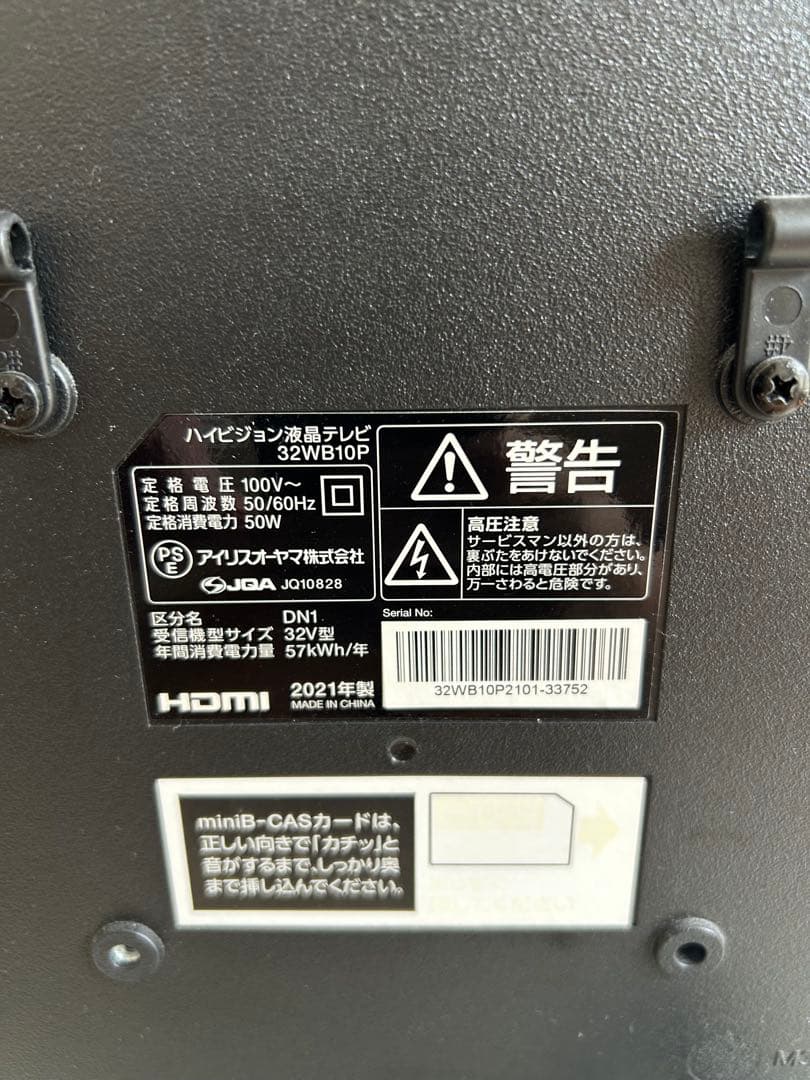 ハイビジョン液晶テレビ
32WB10P
定格電圧 100V～
定格周波数 50/60Hz
定格消費電力 50W
PS
E
アイリスオーヤマ株式会社
JQA JQ10828
区分名 DN1
受信機型サイズ 32V型
年間消費電力量 57kWh/年
HDMI
2021年製
MADE IN CHINA
警告
高圧注意
サービスマン以外の方は、
裏ぶたをあけないでください。
内部には高電圧部分があり、
万一さわると危険です。
Serial No:
32WB10P2101-33752
miniB-CASカードは、
正しい向きで「カチッ」と
音がするまで、しっかり奥
まで挿し込んでください。